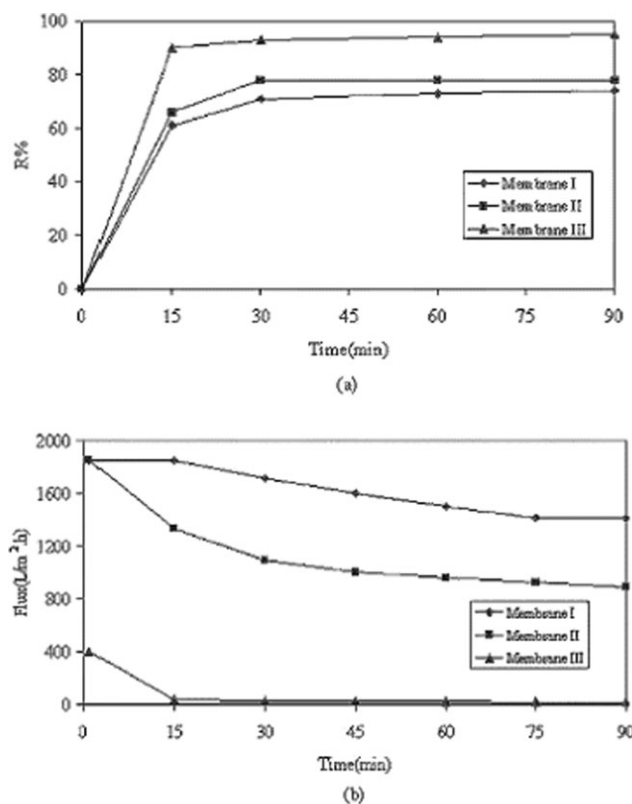 100
80
60
40
20
0
R%
Membrane I
Membrane II
Membrane III
0 15 30 45 60 75 90
Time(min)
(a)
2000
1600
1200
800
400
0
Flux(L/m².h)
Membrane I
Membrane II
Membrane III
0 15 30 45 60 75 90
Time(min)
(b)